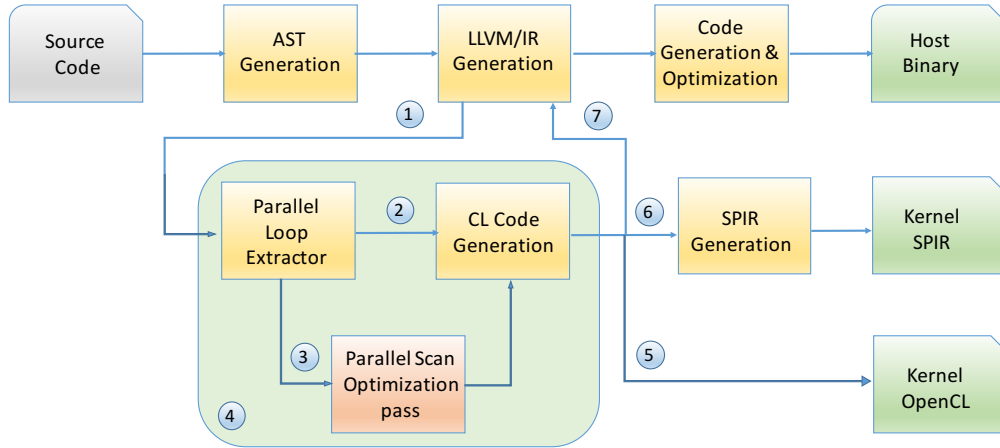 Source
Code
AST
Generation
LLVM/IR
Generation
Code
Generation &
Optimization
Host
Binary
1
7
Parallel
Loop
Extractor
2
CL Code
Generation
6
SPIR
Generation
Kernel
SPIR
3
Parallel Scan
Optimization
pass
5
Kernel
OpenCL
4